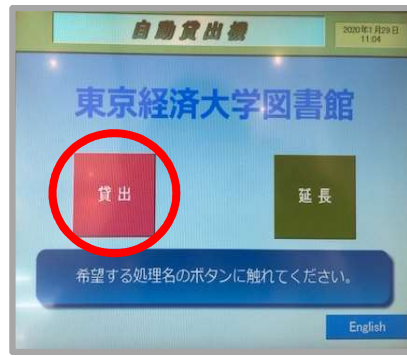 自動貸出機
2020年1月29日
11:04
東京経済大学図書館
貸出
延長
希望する処理名のボタンに触れてください。
English